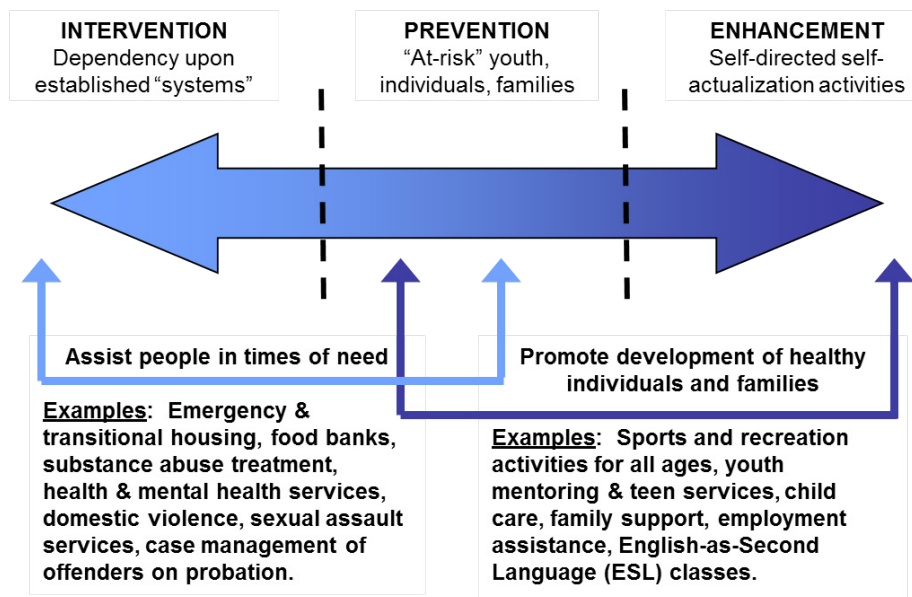 INTERVENTION
Dependency upon
established “systems”
PREVENTION
“At-risk” youth,
individuals, families
ENHANCEMENT
Self-directed self-
actualization activities
Assist people in times of need
Examples: Emergency &
transitional housing, food banks,
substance abuse treatment,
health & mental health services,
domestic violence, sexual assault
services, case management of
offenders on probation.
Promote development of healthy
individuals and families
Examples: Sports and recreation
activities for all ages, youth
mentoring & teen services, child
care, family support, employment
assistance, English-as-Second
Language (ESL) classes.